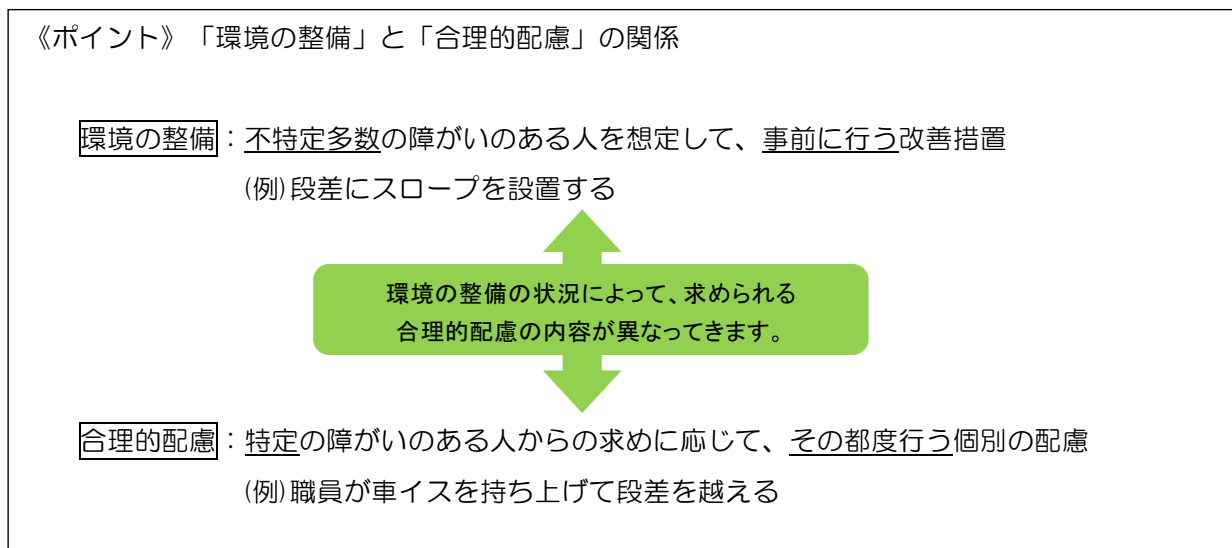 《ポイント》「環境の整備」と「合理的配慮」の関係
環境の整備：不特定多数の障がいのある人を想定して、事前に行う改善措置
(例)段差にスロープを設置する
環境の整備の状況によって、求められる
合理的配慮の内容が異なってきます。
合理的配慮：特定の障がいのある人からの求めに応じて、その都度行う個別の配慮
(例)職員が車イスを持ち上げて段差を越える